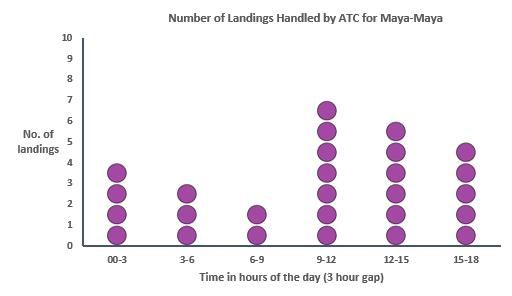 Number of Landings Handled by ATC for Maya-Maya
10
9
8
7
6
5
4
3
2
1
0
No. of
landings
00-3 3-6 6-9 9-12 12-15 15-18
Time in hours of the day (3 hour gap)